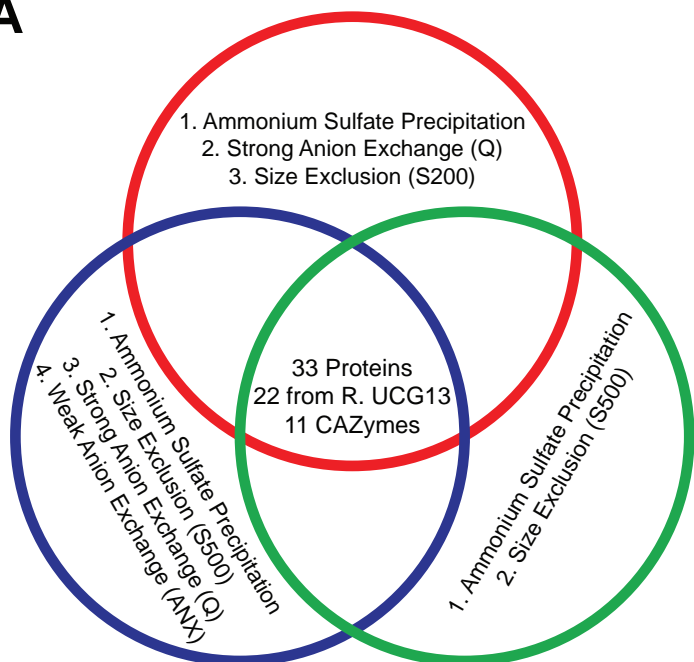 A
1. Ammonium Sulfate Precipitation
2. Strong Anion Exchange (Q)
3. Size Exclusion (S200)
33 Proteins
22 from R. UCG13
11 CAZymes
1. Ammonium Sulfate Precipitation
2. Size Exclusion (S500)
3. Strong Anion Exchange (Q)
4. Weak Anion Exchange (ANX)
1. Ammonium Sulfate Precipitation
2. Size Exclusion (S500)